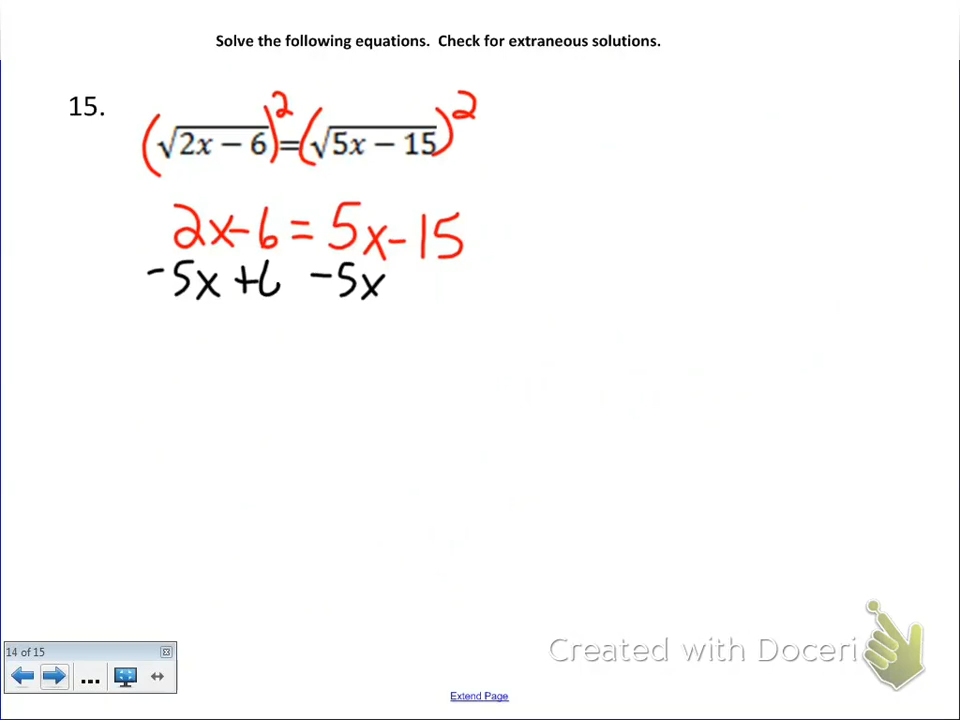 Solve the following equations. Check for extraneous solutions.
15. (√2x − 6)² = (√5x − 15)²
2x-6 = 5x-15
-5x +6 -5x
14 of 15
...
Created with Doceri
Extend Page